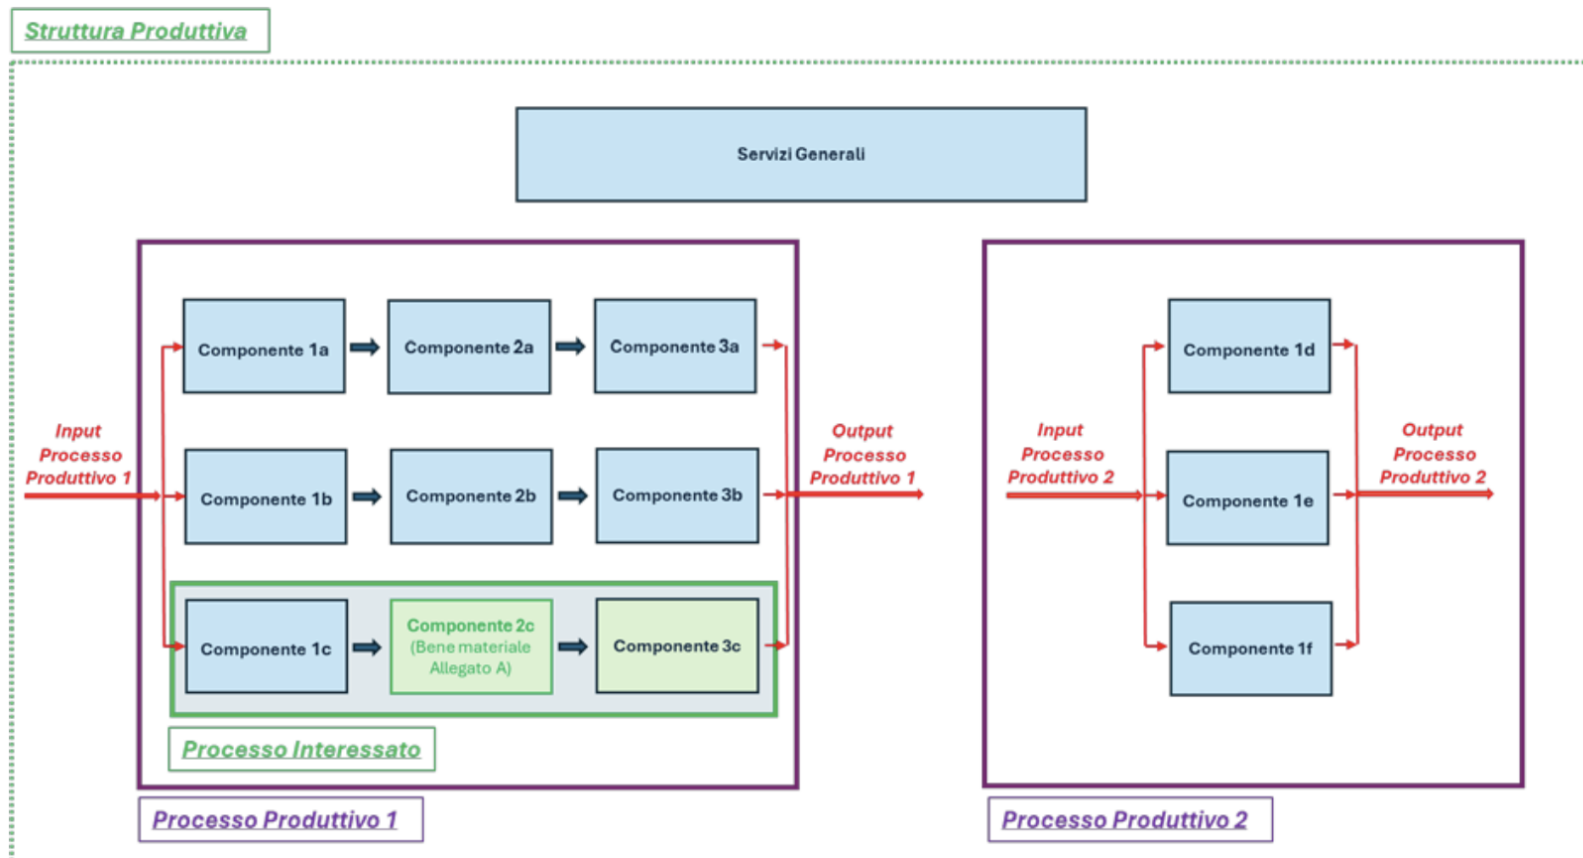 Struttura Produttiva
Servizi Generali
Componente 1a
Componente 2a
Componente 3a
Input
Processo
Produttivo 1
Componente 1b
Componente 2b
Componente 3b
Output
Processo
Produttivo 1
Componente 1c
Componente 2c
(Bene materiale
Allegato A)
Componente 3c
Processo Interessato
Processo Produttivo 1
Componente 1d
Input
Processo
Produttivo 2
Componente 1e
Output
Processo
Produttivo 2
Componente 1f
Processo Produttivo 2